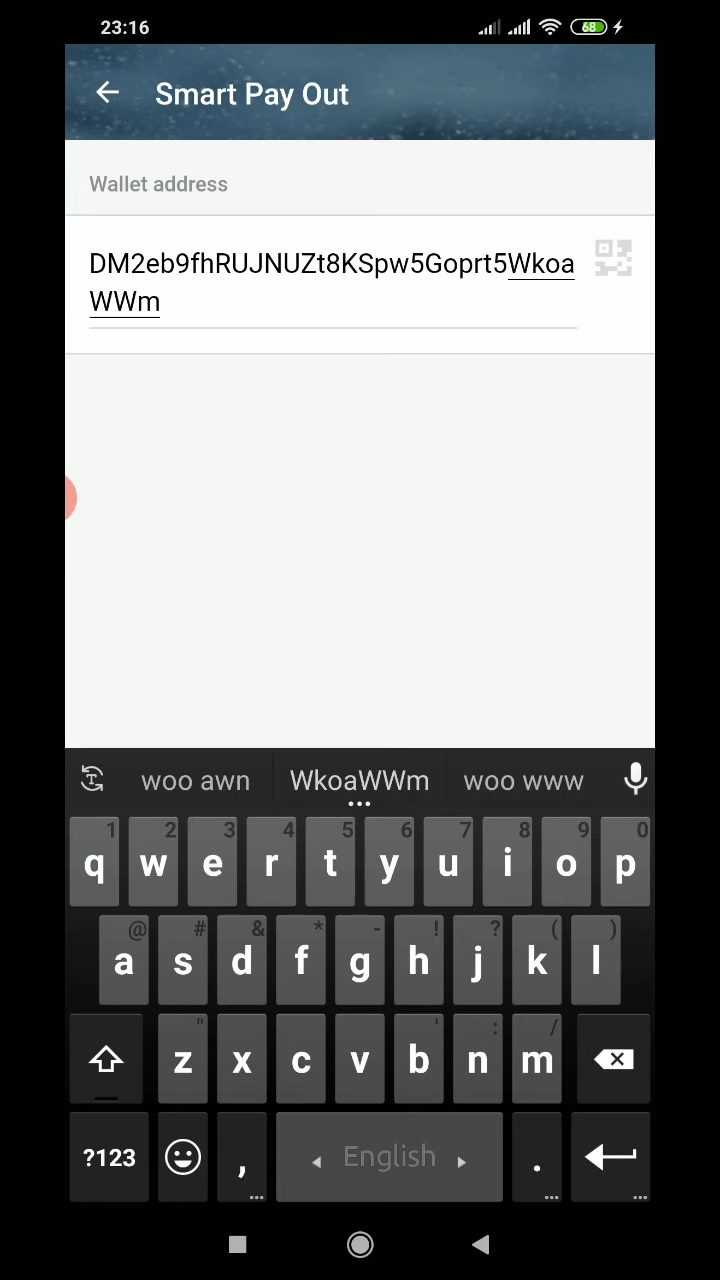 23:16
68
Smart Pay Out
Wallet address
DM2eb9fhRUJNUZt8KSpw5Goprt5Wkoa
WWm
woo awn WkoaWWm woo www
1 2 3 4 5 6 7 8 9 0
q w e r t y u i o p
@ # & * - ! ? ( )
a s d f g h j k l
" ' : /
z x c v b n m
?123 , English .